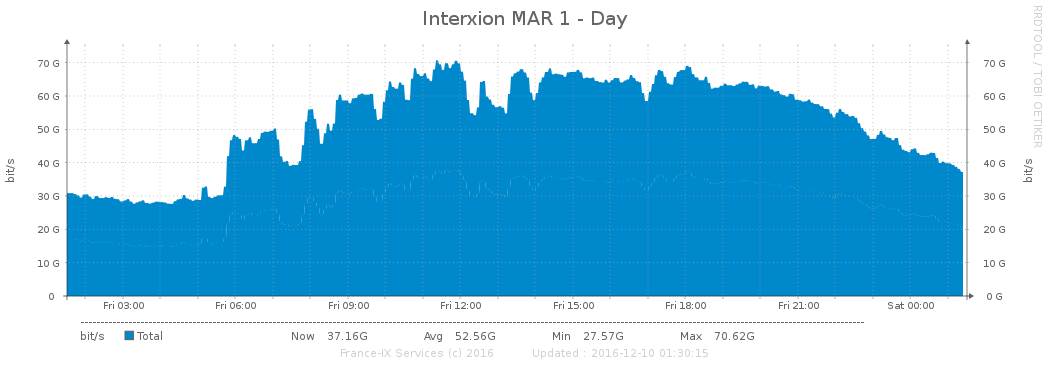 Interxion MAR 1 - Day
RRDTOOL / TOBI OETIKER
bit/s
70 G
60 G
50 G
40 G
30 G
20 G
10 G
0
70 G
60 G
50 G
40 G
30 G
20 G
10 G
0 G
bit/s
Fri 03:00 Fri 06:00 Fri 09:00 Fri 12:00 Fri 15:00 Fri 18:00 Fri 21:00 Sat 00:00
bit/s Total Now 37.16G Avg 52.56G Min 27.57G Max 70.62G
France-IX Services (c) 2016 Updated : 2016-12-10 01:30:15